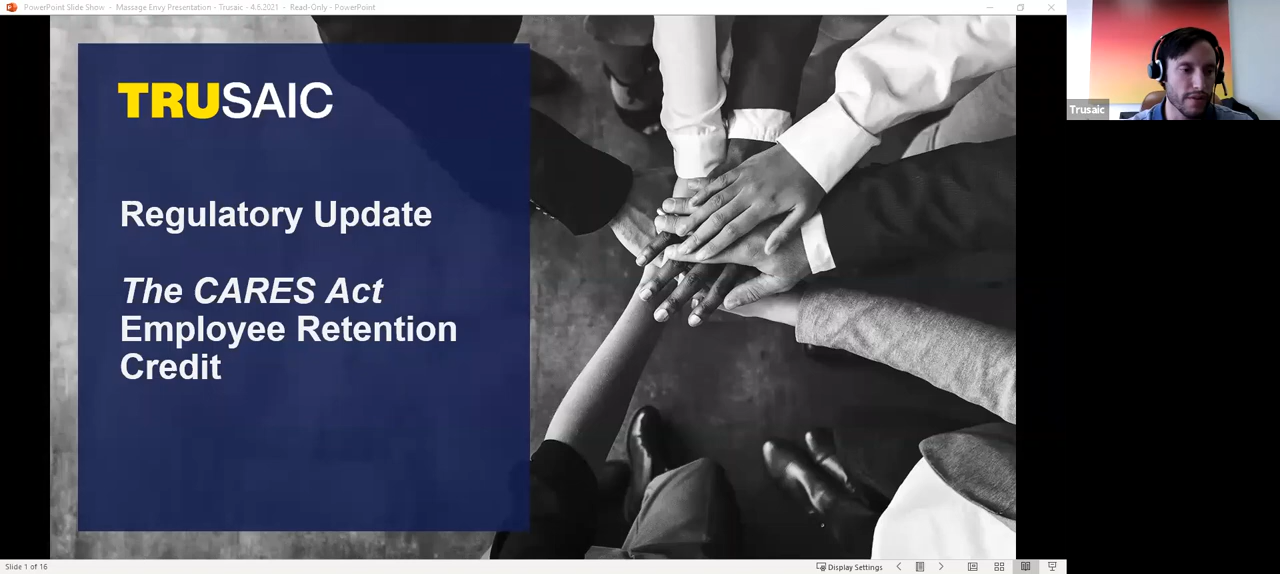 PowerPoint Slide Show - Massage Envy Presentation - Trusaic - 4.6.2021 - Read-Only - PowerPoint
TRUSAIC
Regulatory Update
The CARES Act
Employee Retention
Credit
Trusaic
Slide 1 of 16
Display Settings